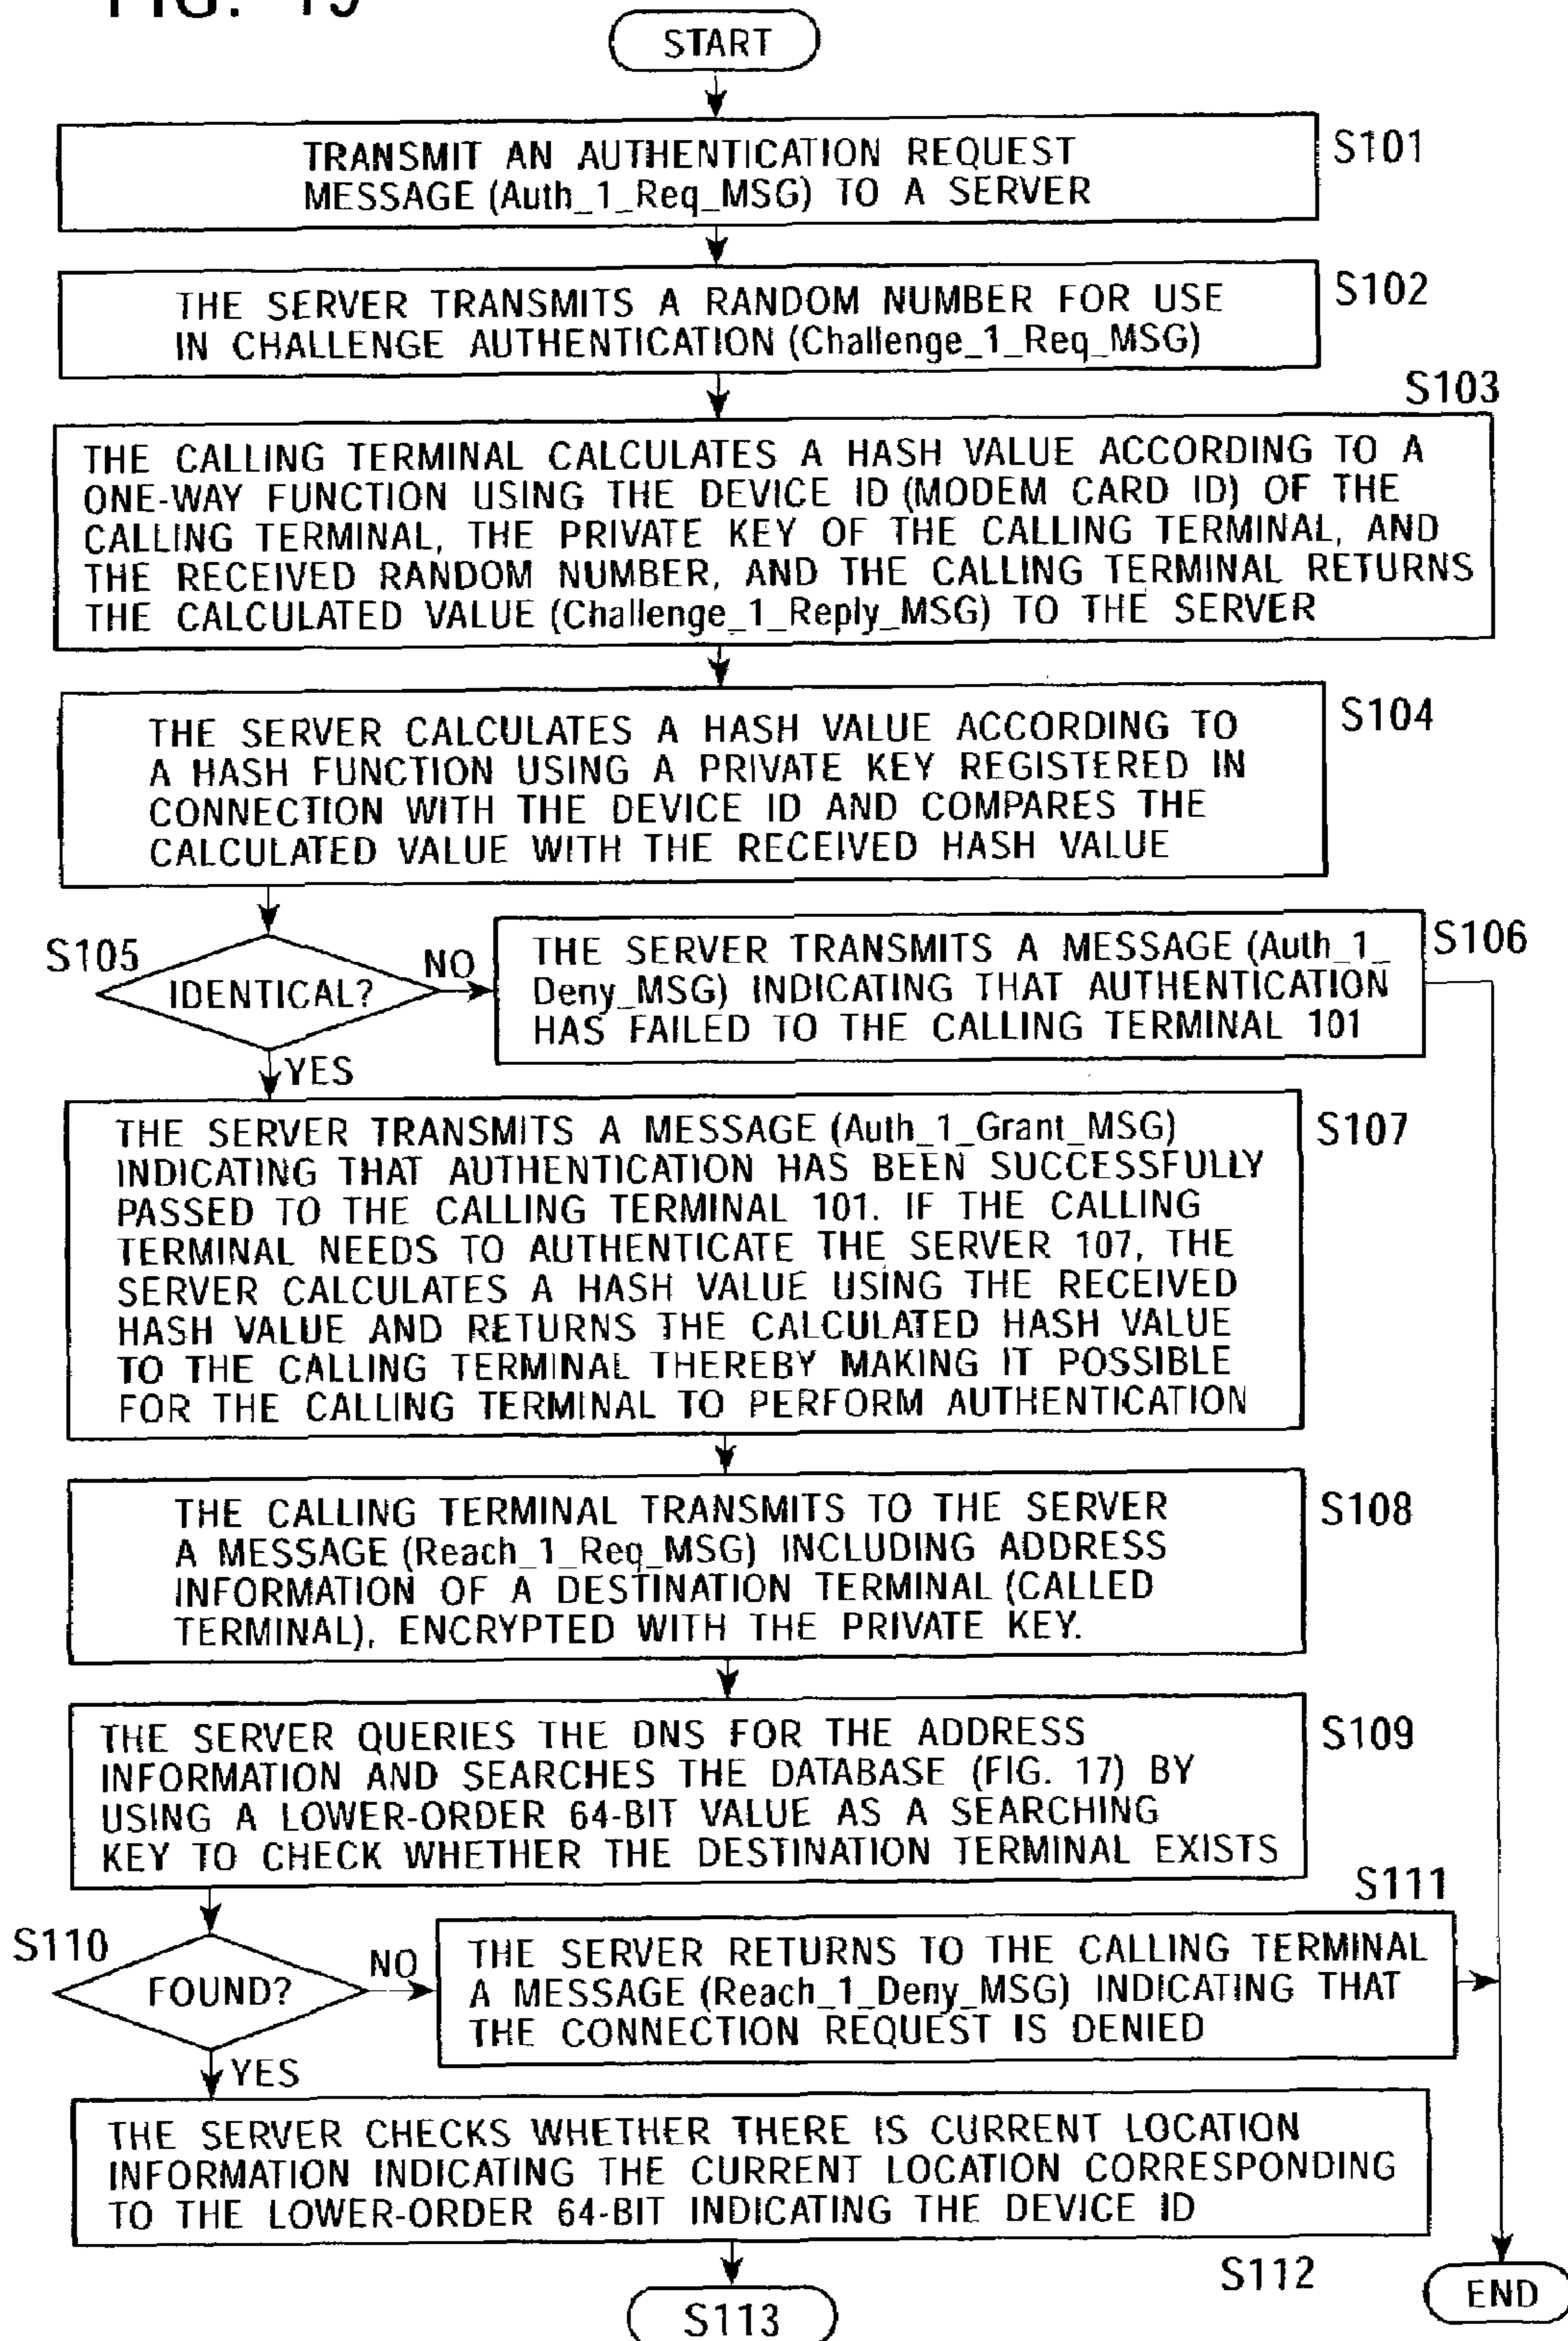 FIG. 19
START
TRANSMIT AN AUTHENTICATION REQUEST
MESSAGE (Auth_1_Req_MSG) TO A SERVER
S101
THE SERVER TRANSMITS A RANDOM NUMBER FOR USE
IN CHALLENGE AUTHENTICATION (Challenge_1_Req_MSG)
S102
S103
THE CALLING TERMINAL CALCULATES A HASH VALUE ACCORDING TO A
ONE-WAY FUNCTION USING THE DEVICE ID (MODEM CARD ID) OF THE
CALLING TERMINAL, THE PRIVATE KEY OF THE CALLING TERMINAL, AND
THE RECEIVED RANDOM NUMBER, AND THE CALLING TERMINAL RETURNS
THE CALCULATED VALUE (Challenge_1_Reply_MSG) TO THE SERVER
THE SERVER CALCULATES A HASH VALUE ACCORDING TO
A HASH FUNCTION USING A PRIVATE KEY REGISTERED IN
CONNECTION WITH THE DEVICE ID AND COMPARES THE
CALCULATED VALUE WITH THE RECEIVED HASH VALUE
S104
S105
IDENTICAL?
NO
YES
THE SERVER TRANSMITS A MESSAGE (Auth_1_
Deny_MSG) INDICATING THAT AUTHENTICATION
HAS FAILED TO THE CALLING TERMINAL 101
S106
THE SERVER TRANSMITS A MESSAGE (Auth_1_Grant_MSG)
INDICATING THAT AUTHENTICATION HAS BEEN SUCCESSFULLY
PASSED TO THE CALLING TERMINAL 101. IF THE CALLING
TERMINAL NEEDS TO AUTHENTICATE THE SERVER 107, THE
SERVER CALCULATES A HASH VALUE USING THE RECEIVED
HASH VALUE AND RETURNS THE CALCULATED HASH VALUE
TO THE CALLING TERMINAL THEREBY MAKING IT POSSIBLE
FOR THE CALLING TERMINAL TO PERFORM AUTHENTICATION
S107
THE CALLING TERMINAL TRANSMITS TO THE SERVER
A MESSAGE (Reach_1_Req_MSG) INCLUDING ADDRESS
INFORMATION OF A DESTINATION TERMINAL (CALLED
TERMINAL), ENCRYPTED WITH THE PRIVATE KEY.
S108
THE SERVER QUERIES THE DNS FOR THE ADDRESS
INFORMATION AND SEARCHES THE DATABASE (FIG. 17) BY
USING A LOWER-ORDER 64-BIT VALUE AS A SEARCHING
KEY TO CHECK WHETHER THE DESTINATION TERMINAL EXISTS
S109
S110
FOUND?
NO
YES
S111
THE SERVER RETURNS TO THE CALLING TERMINAL
A MESSAGE (Reach_1_Deny_MSG) INDICATING THAT
THE CONNECTION REQUEST IS DENIED
THE SERVER CHECKS WHETHER THERE IS CURRENT LOCATION
INFORMATION INDICATING THE CURRENT LOCATION CORRESPONDING
TO THE LOWER-ORDER 64-BIT INDICATING THE DEVICE ID
S112
S113
END